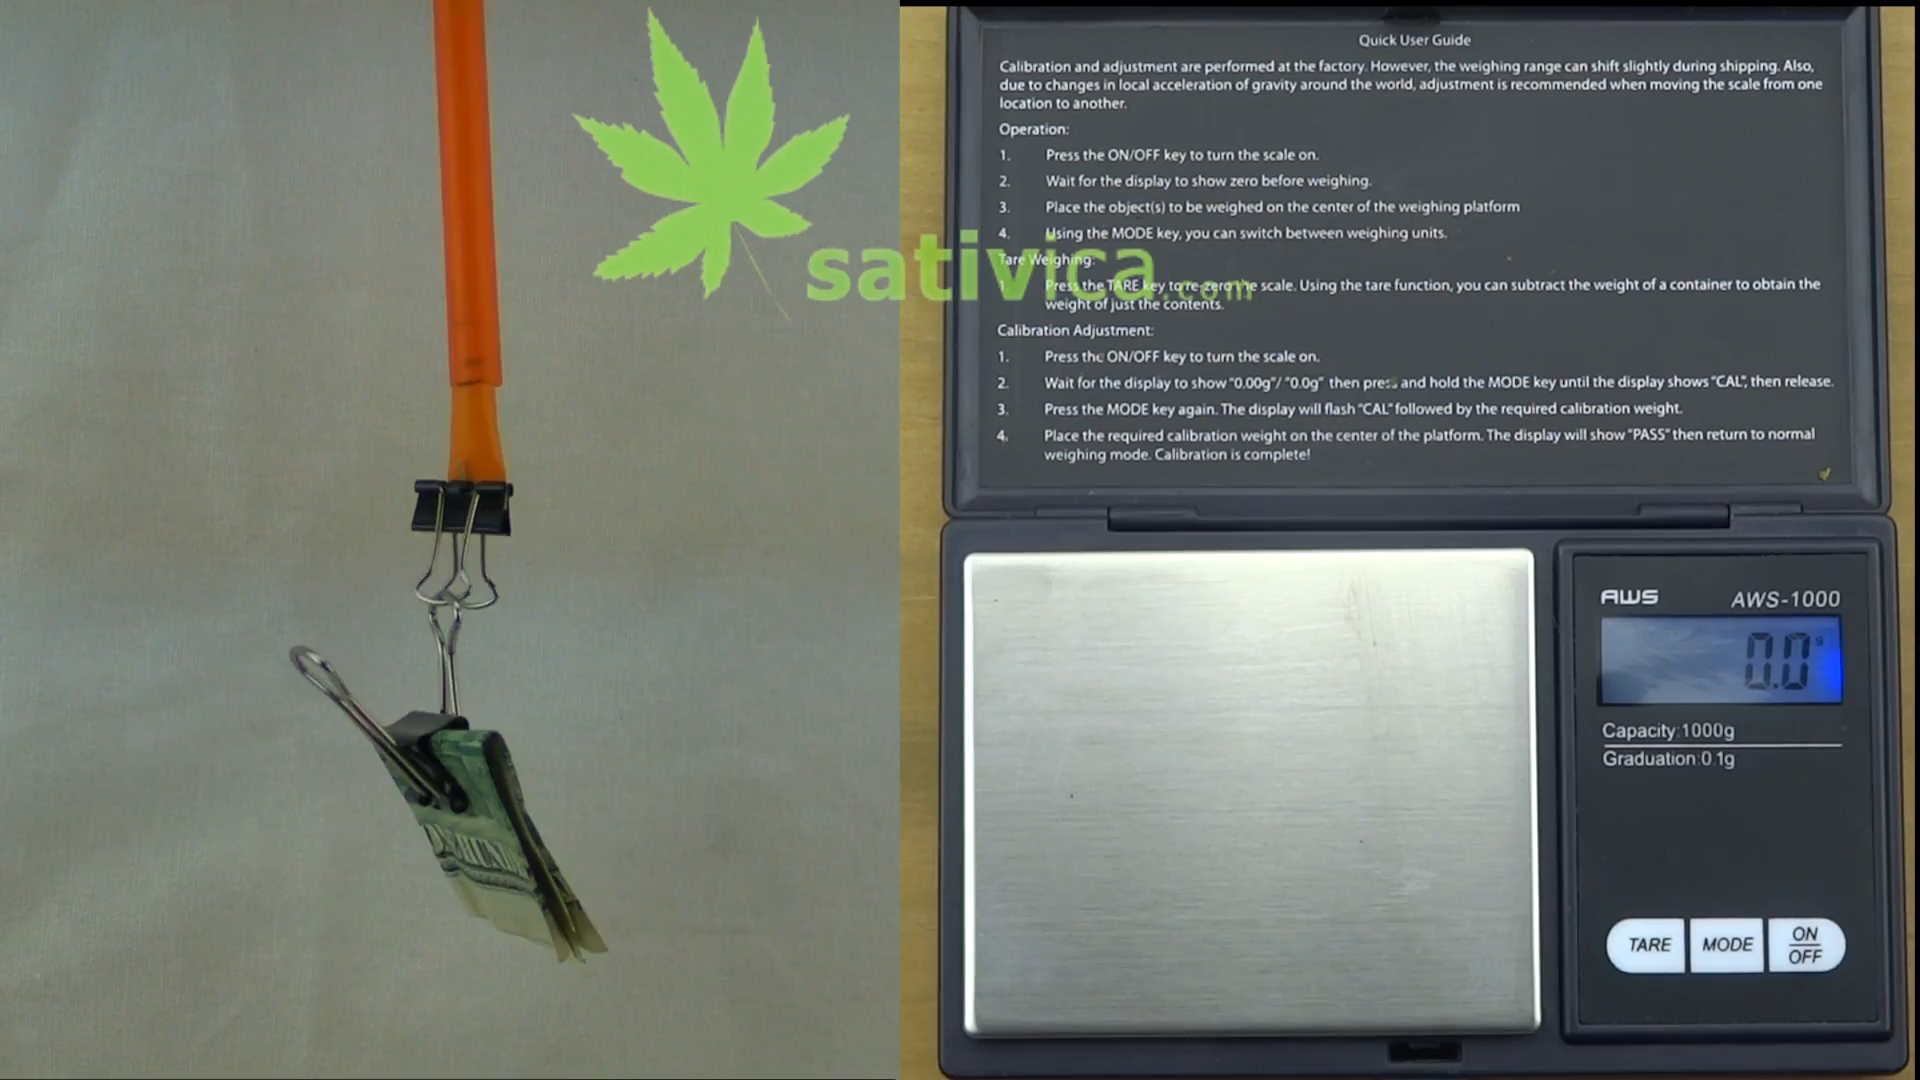 sativica.com
Quick User Guide
Calibration and adjustment are performed at the factory. However, the weighing range can shift slightly during shipping. Also,
due to changes in local acceleration of gravity around the world, adjustment is recommended when moving the scale from one
location to another.
Operation:
1. Press the ON/OFF key to turn the scale on.
2. Wait for the display to show zero before weighing.
3. Place the object(s) to be weighed on the center of the weighing platform
4. Using the MODE key, you can switch between weighing units.
Tare Weighing:
1. Press the TARE key to re-zero the scale. Using the tare function, you can subtract the weight of a container to obtain the
weight of just the contents.
Calibration Adjustment:
1. Press the ON/OFF key to turn the scale on.
2. Wait for the display to show "0.00g"/ "0.0g" then press and hold the MODE key until the display shows "CAL", then release.
3. Press the MODE key again. The display will flash "CAL" followed by the required calibration weight.
4. Place the required calibration weight on the center of the platform. The display will show "PASS" then return to normal
weighing mode. Calibration is complete!
AWS AWS-1000
0.0 g
Capacity:1000g
Graduation:0.1g
TARE MODE ON/OFF